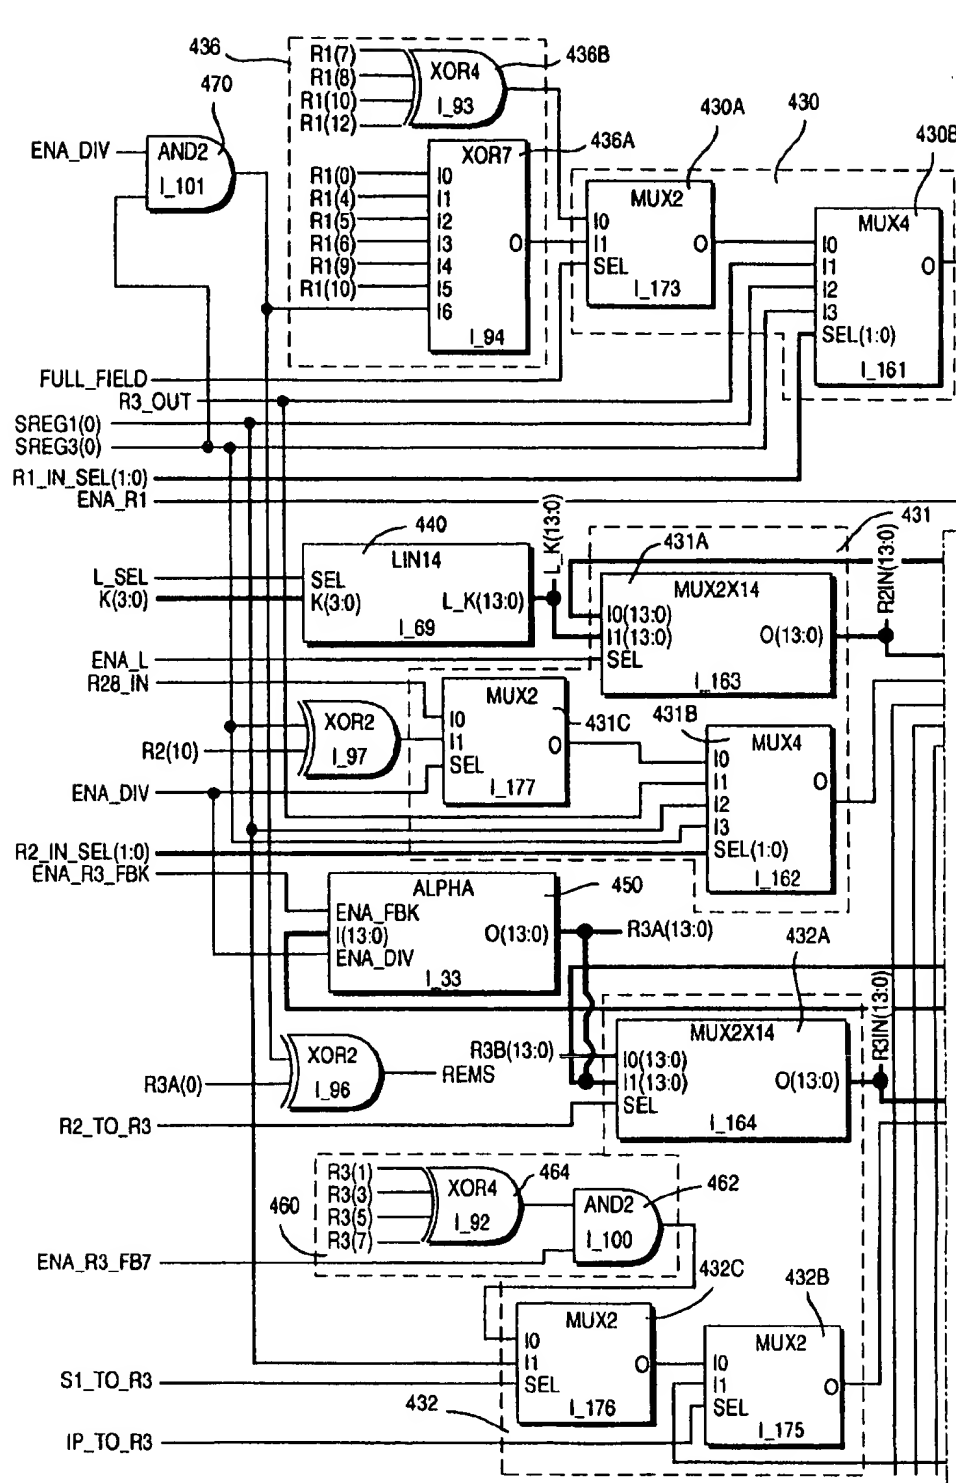 436
R1(7)
XOR4
436B
R1(8)
470
R1(10)
I_93
R1(12)
430A
430
430B
ENA_DIV
AND2
I_101
XOR7
436A
R1(0)
I0
R1(4)
I1
R1(5)
I2
R1(6)
I3
O
R1(9)
I4
R1(10)
I5
I6
I_94
MUX2
I0
I1
O
SEL
I_173
MUX4
I0
I1
O
I2
I3
SEL(1:0)
I_161
FULL_FIELD
R3_OUT
SREG1(0)
SREG3(0)
R1_IN_SEL(1:0)
ENA_R1
440
L_K(13:0)
431
LIN14
431A
R2IN(13:0)
L_SEL
SEL
K(3:0)
K(3:0)
L_K(13:0)
I_69
MUX2X14
I0(13:0)
I1(13:0)
O(13:0)
SEL
I_163
ENA_L
R28_IN
MUX2
431C
431B
I0
I1
O
SEL
I_177
XOR2
I_97
R2(10)
MUX4
I0
O
I1
I2
I3
SEL(1:0)
I_162
ENA_DIV
R2_IN_SEL(1:0)
ENA_R3_FBK
ALPHA
450
ENA_FBK
I(13:0)
O(13:0)
R3A(13:0)
ENA_DIV
I_33
432A
R3IN(13:0)
XOR2
I_96
REMS
R3A(0)
R3B(13:0)
MUX2X14
I0(13:0)
I1(13:0)
O(13:0)
SEL
I_164
R2_TO_R3
R3(1)
XOR4
464
R3(3)
AND2
462
460
R3(5)
I_92
R3(7)
I_100
ENA_R3_FB7
432C
432B
MUX2
I0
I1
O
SEL
I_176
MUX2
I0
I1
O
SEL
I_175
S1_TO_R3
432
IP_TO_R3